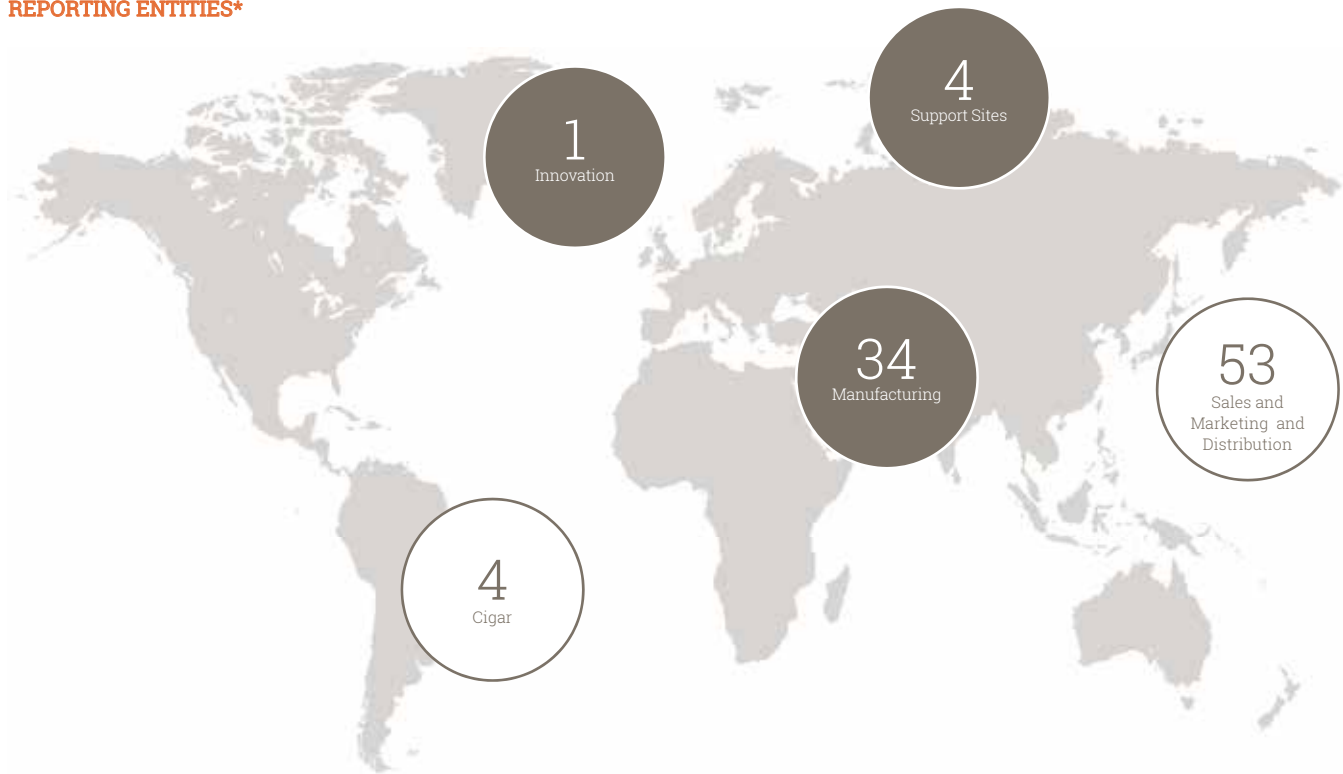 REPORTING ENTITIES*
4
Support Sites
1
Innovation
34
Manufacturing
53
Sales and
Marketing and
Distribution
4
Cigar